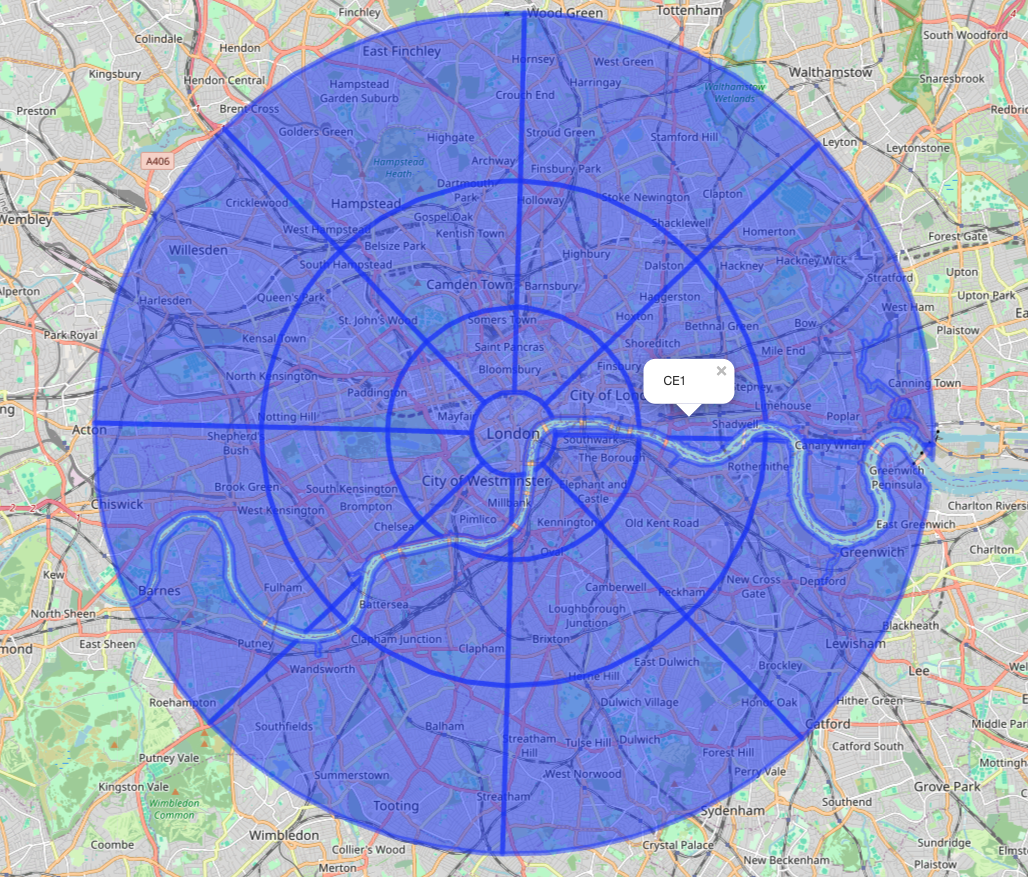 Finchley
Wood Green
Tottenham
South Woodford
Colindale
Hendon
East Finchley
Hornsey
West Green
Walthamstow
Snaresbrook
Kingsbury
Hendon Central
Hampstead
Garden Suburb
Crouch End
Harringay
Walthamstow
Wetlands
Preston
Brent Cross
Redbri
Golders Green
Highgate
Stroud Green
Stamford Hill
Leyton
Leytonstone
A406
Hampstead
Heath
Archway
Finsbury Park
Dartmouth
Park
Cricklewood
Hampstead
Holloway
Stoke Newington
Clapton
Wembley
Gospel Oak
Shacklewell
West Hampstead
Kentish Town
Homerton
Forest Gate
Willesden
Belsize Park
Highbury
South Hampstead
Dalston
Hackney
Hackney Wick
Upton
Stratford
Alperton
Harlesden
Queen's Park
Camden Town
Barnsbury
Haggerston
Upton Park
West Ham
Ea
Park Royal
St. John's Wood
Somers Town
Hoxton
Bethnal Green
Bow
Plaistow
Kensal Town
Saint Pancras
Shoreditch
Mile End
Bloomsbury
Finsbury
North Kensington
CE1
×
Stepney
Canning Town
Paddington
City of Lond
Limehouse
ng
Notting Hill
Mayfai
Poplar
Acton
Shepherd
Bush
London
Southwark
Shadwell
Canary Wharf
The Borough
Rotherhithe
Greenwich
Peninsula
City of Westminster
Elephant and
Castle
Brook Green
South Kensington
Brompton
Millbank
Chiswick
2
2
West Kensington
Chelsea
Pimlico
Kennington
Old Kent Road
East Greenwich
Charlton Rivers
Oval
Greenwich
Charlton
Kew
Fulham
Camberwell
Peckham
New Cross
Gate
Deptford
Barnes
Battersea
Loughborough
Junction
North Sheen
Blackheath
mond
East Sheen
Putney
Clapham Junction
Brixton
Lewisham
Clapham
Wandsworth
East Dulwich
Brockley
Lee
Herne Hill
Roehampton
Dulwich Village
Honor Oak
Hither Green
Southfields
Balham
Catford
Middle Par
Streatham
Hill
Tulse Hill
Dulwich
Forest Hill
Catford South
Putney Vale
Mottingha
Summerstown
West Norwood
Perry Vale
Kingston Vale
Streatham
Grove Park
Wimbledon
Common
Tooting
Sydenham
Southend
Wimbledon
Coombe
Collier's Wood
Crystal Palace
Sundridge
Elmst
Merton
New Beckenham
Plaistow